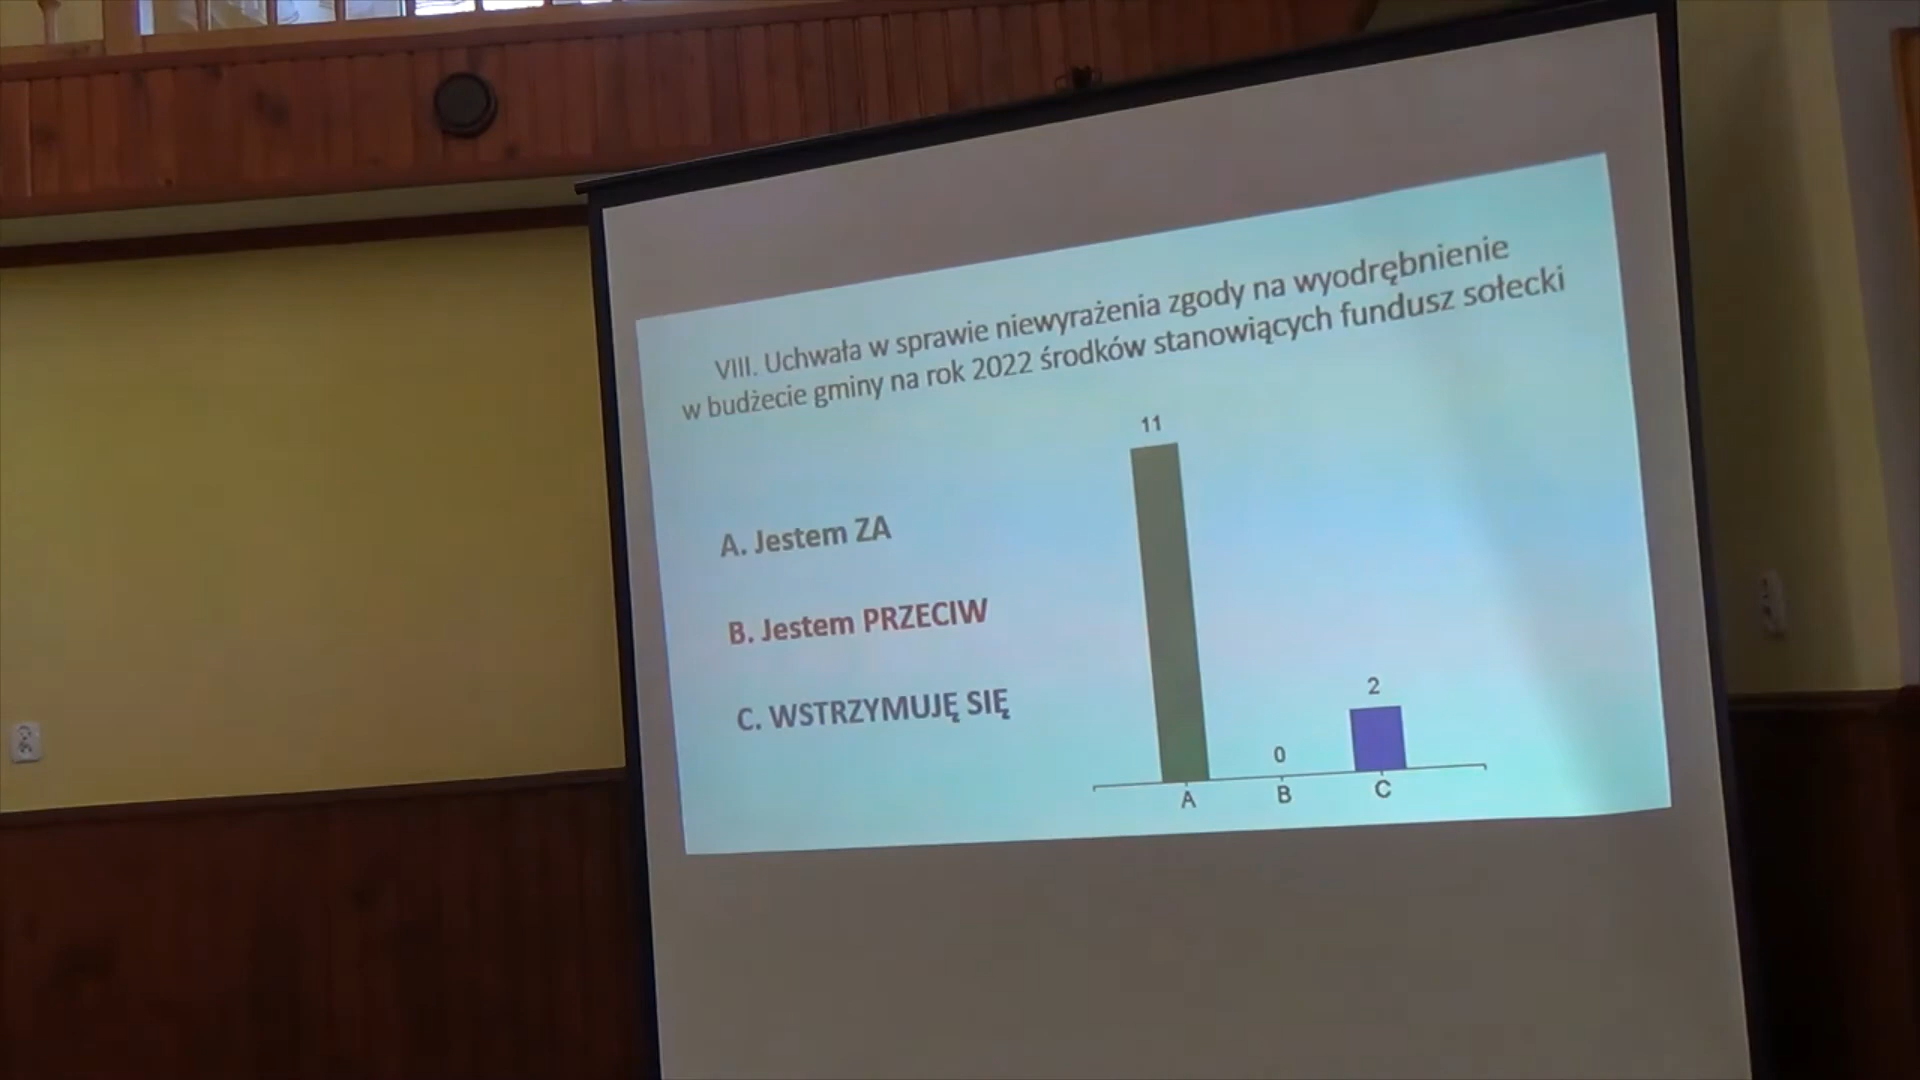 VIII. Uchwała w sprawie niewyrażenia zgody na wyodrębnienie
w budżecie gminy na rok 2022 środków stanowiących fundusz sołecki
A. Jestem ZA
B. Jestem PRZECIW
C. WSTRZYMUJĘ SIĘ
11
0
2
A
B
C